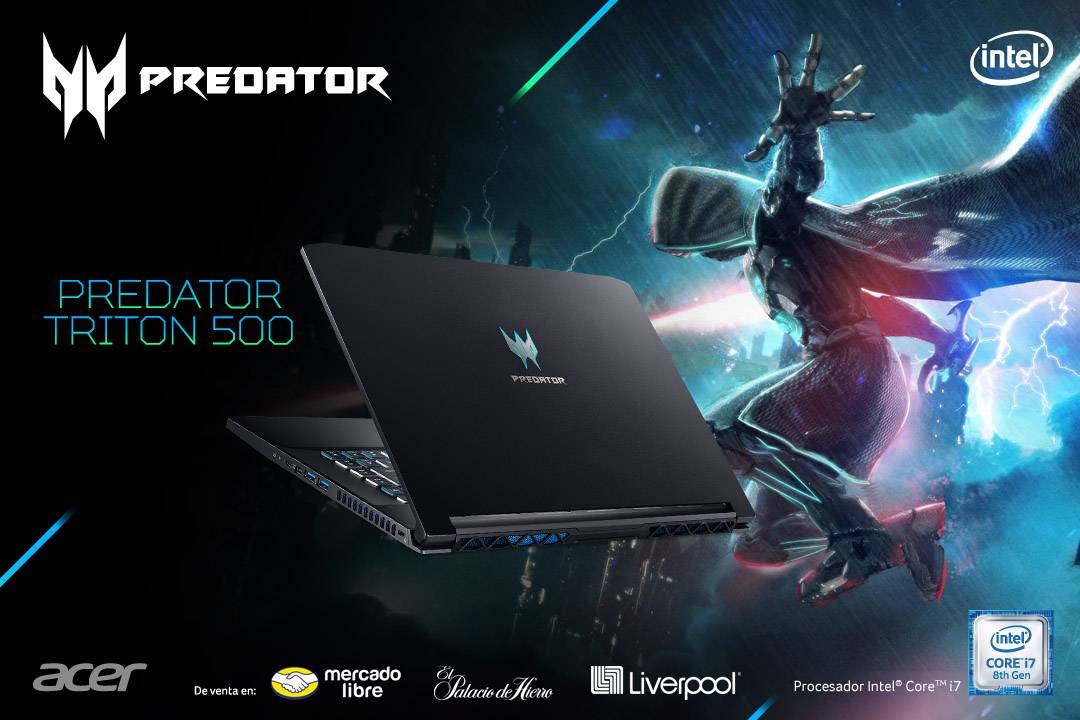 PREDATOR
intel
PREDATOR
TRITON 500
PREDATOR
acer
De venta en:
mercado
libre
El
Palacio de Hierro
Liverpool
Procesador Intel® Core™ i7
intel
CORE i7
8th Gen